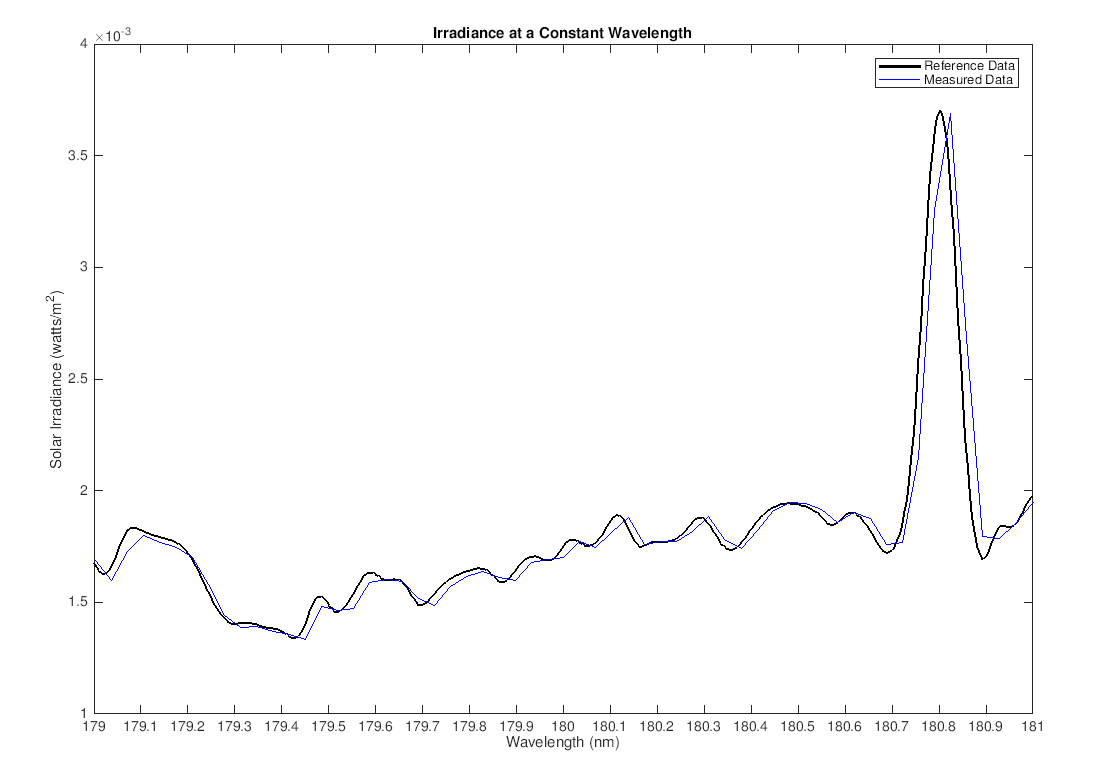 Irradiance at a Constant Wavelength
×10-3
Reference Data
Measured Data
4
3.5
3
2.5
2
1.5
1
Solar Irradiance (watts/m2)
179 179.1 179.2 179.3 179.4 179.5 179.6 179.7 179.8 179.9 180 180.1 180.2 180.3 180.4 180.5 180.6 180.7 180.8 180.9 181
Wavelength (nm)